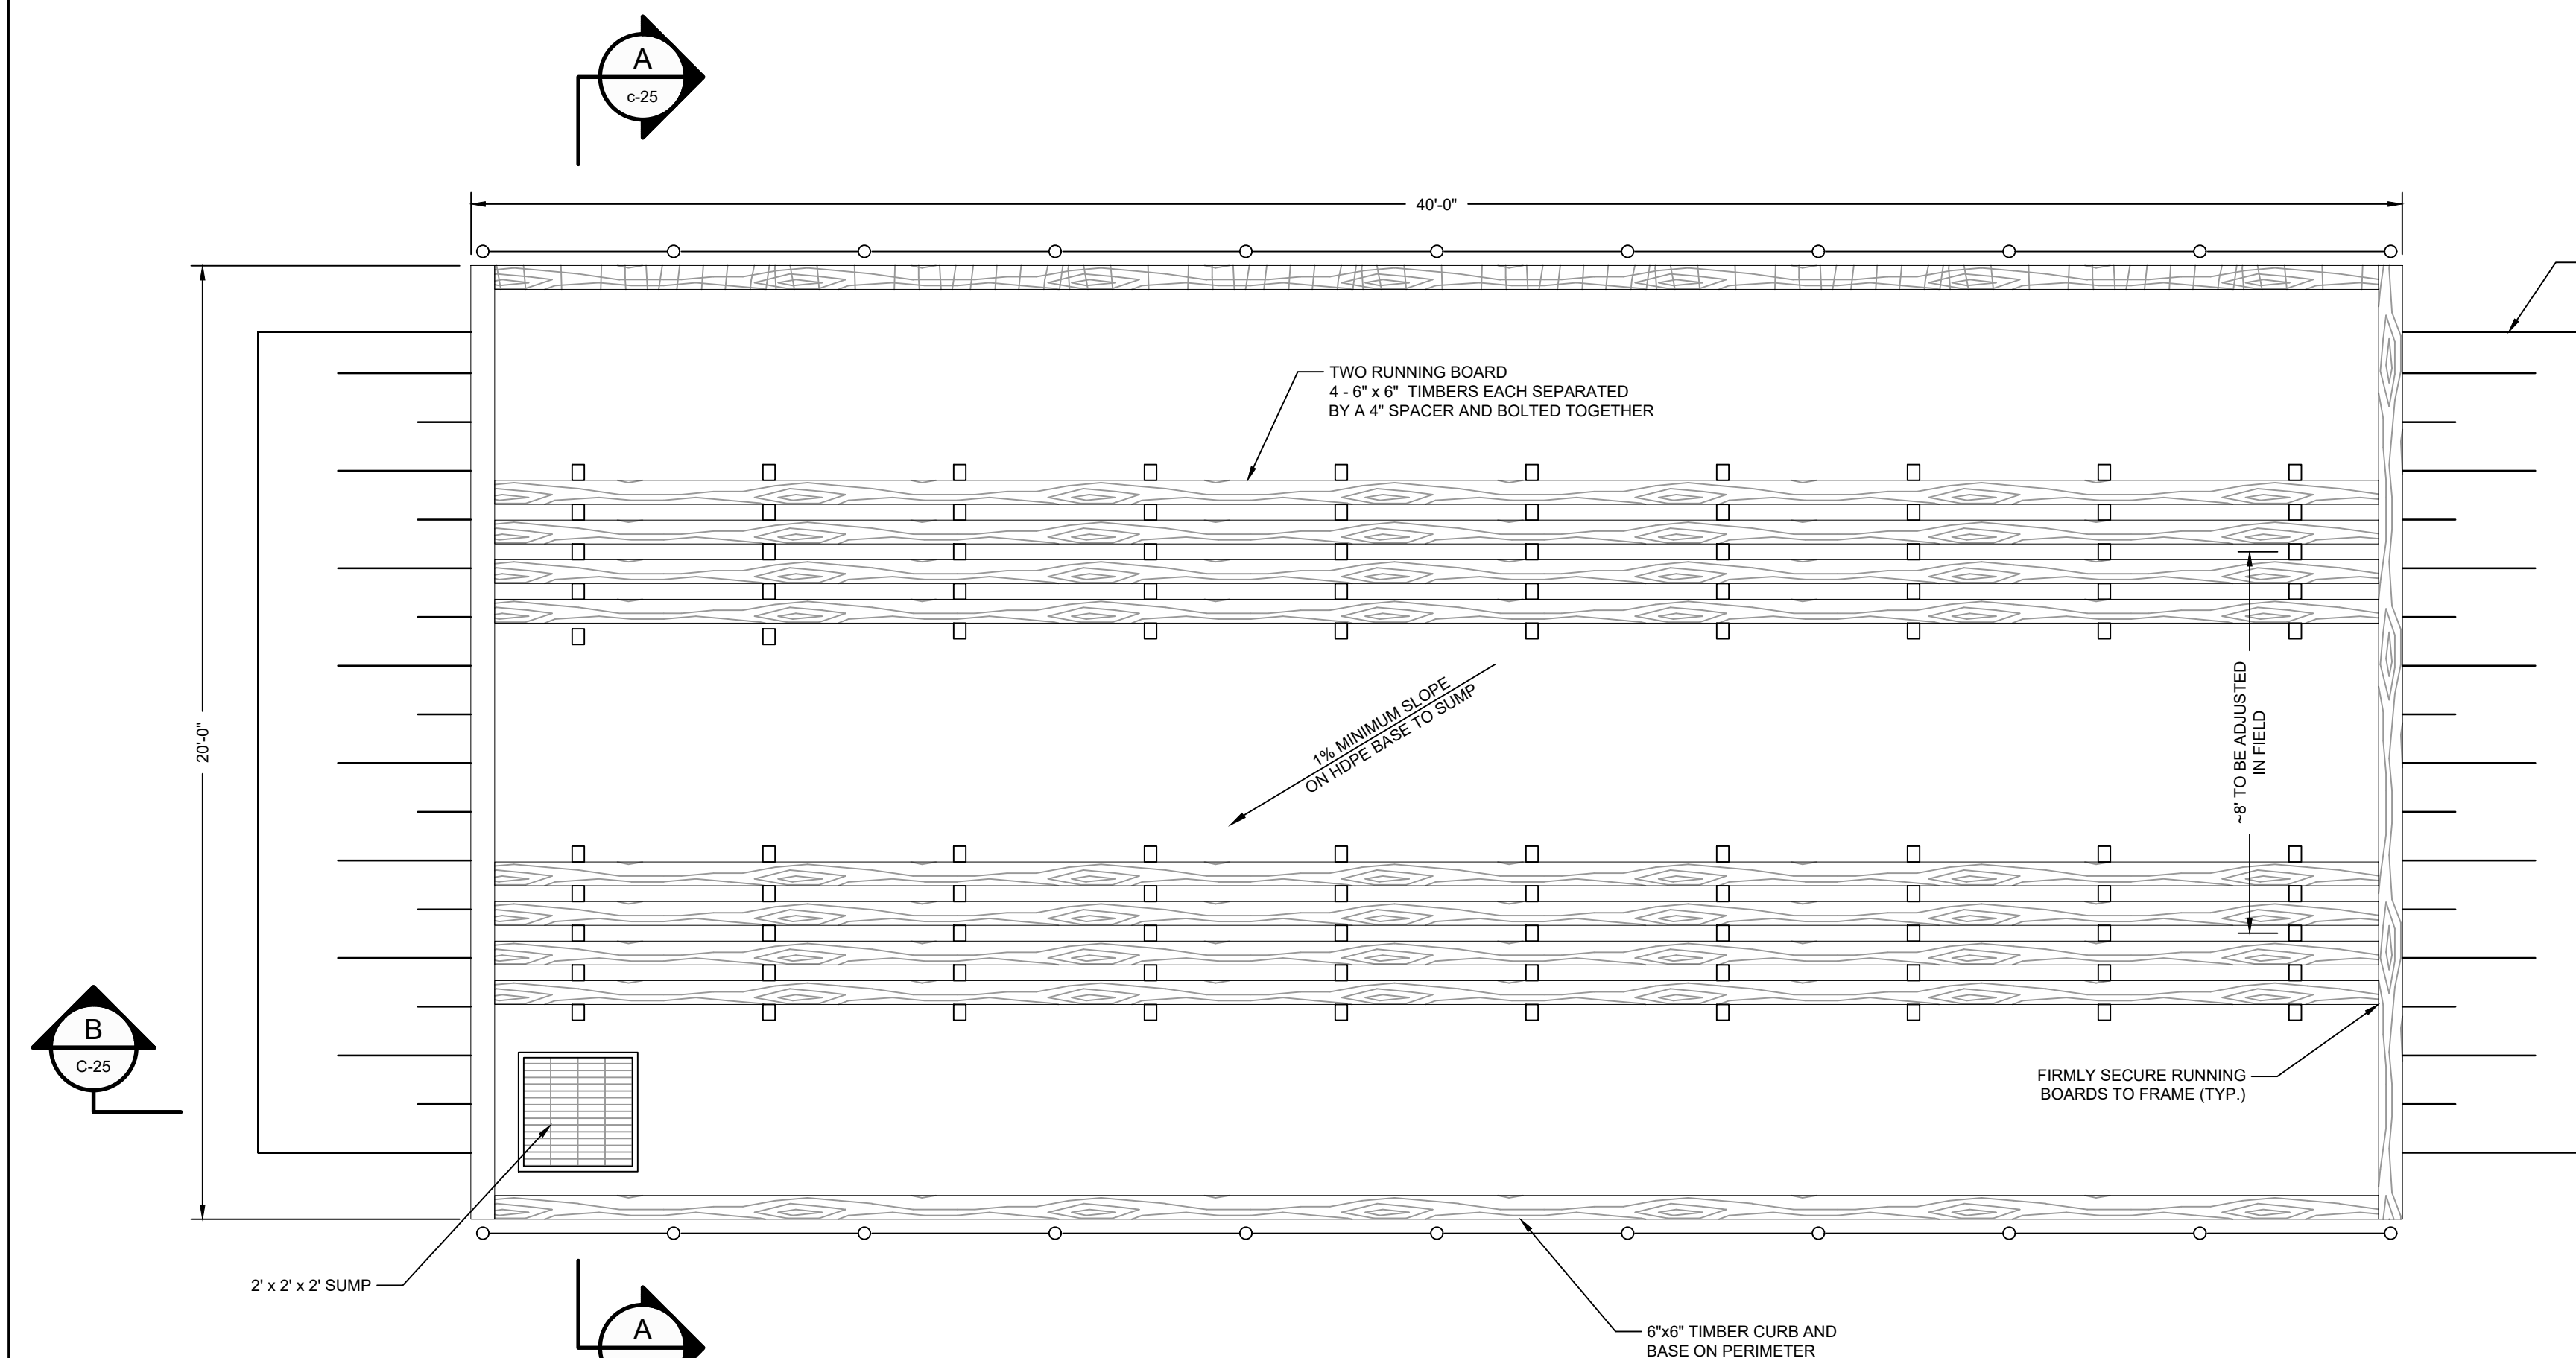 A
c-25
40'-0"
TWO RUNNING BOARD
4 - 6" x 6" TIMBERS EACH SEPARATED
BY A 4" SPACER AND BOLTED TOGETHER
20'-0"
1% MINIMUM SLOPE
ON HDPE BASE TO SUMP
~8' TO BE ADJUSTED
IN FIELD
B
C-25
FIRMLY SECURE RUNNING
BOARDS TO FRAME (TYP.)
2' x 2' x 2' SUMP
A
6"x6" TIMBER CURB AND
BASE ON PERIMETER